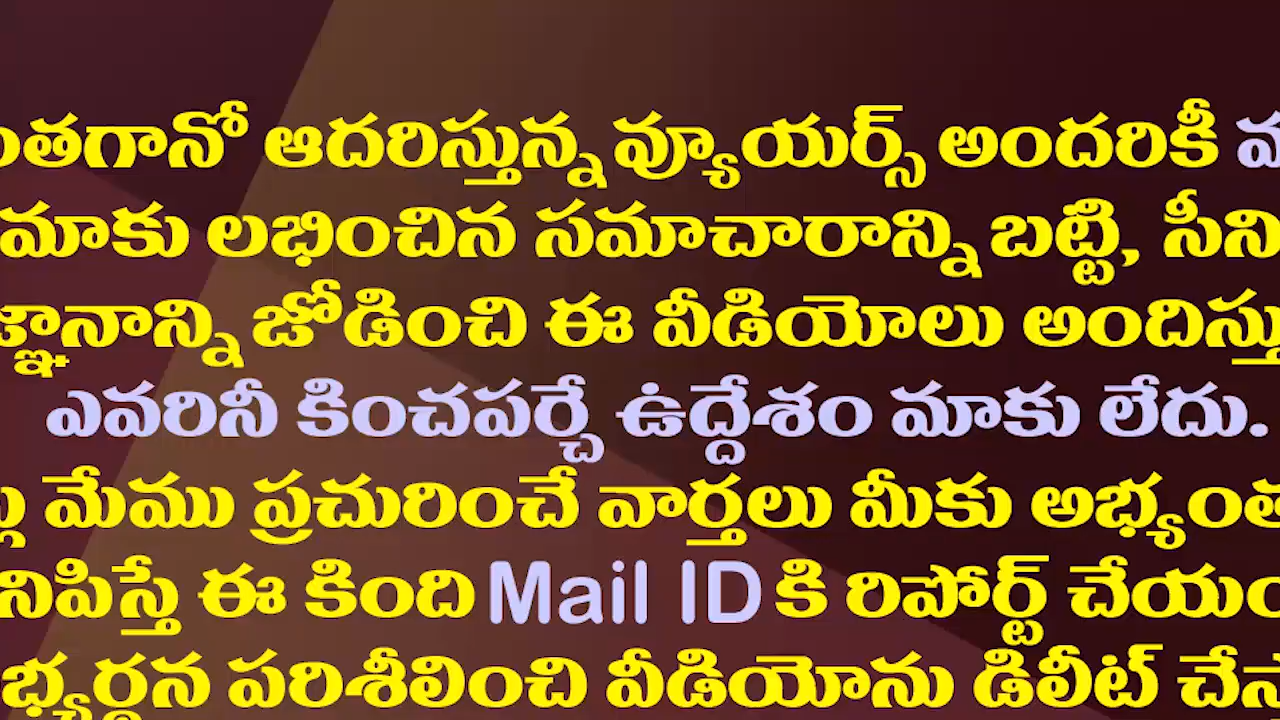 ంతగానో ఆదరిస్తున్న వ్యూయర్స్ అందరికీ
మాకు లభించిన సమాచారాన్ని బట్టి, సీని
జ్ఞానాన్ని జోడించి ఈ వీడియోలు అందిస్తు
ఎవరినీ కించపర్చే ఉద్దేశం మాకు లేదు.
మేము ప్రచురించే వార్తలు మీకు అభ్యంత
నిపిస్తే ఈ కింది Mail ID కి రిపోర్ట్ చేయం
భ్యర్థన పరిశీలించి వీడియోను డిలీట్ చేస